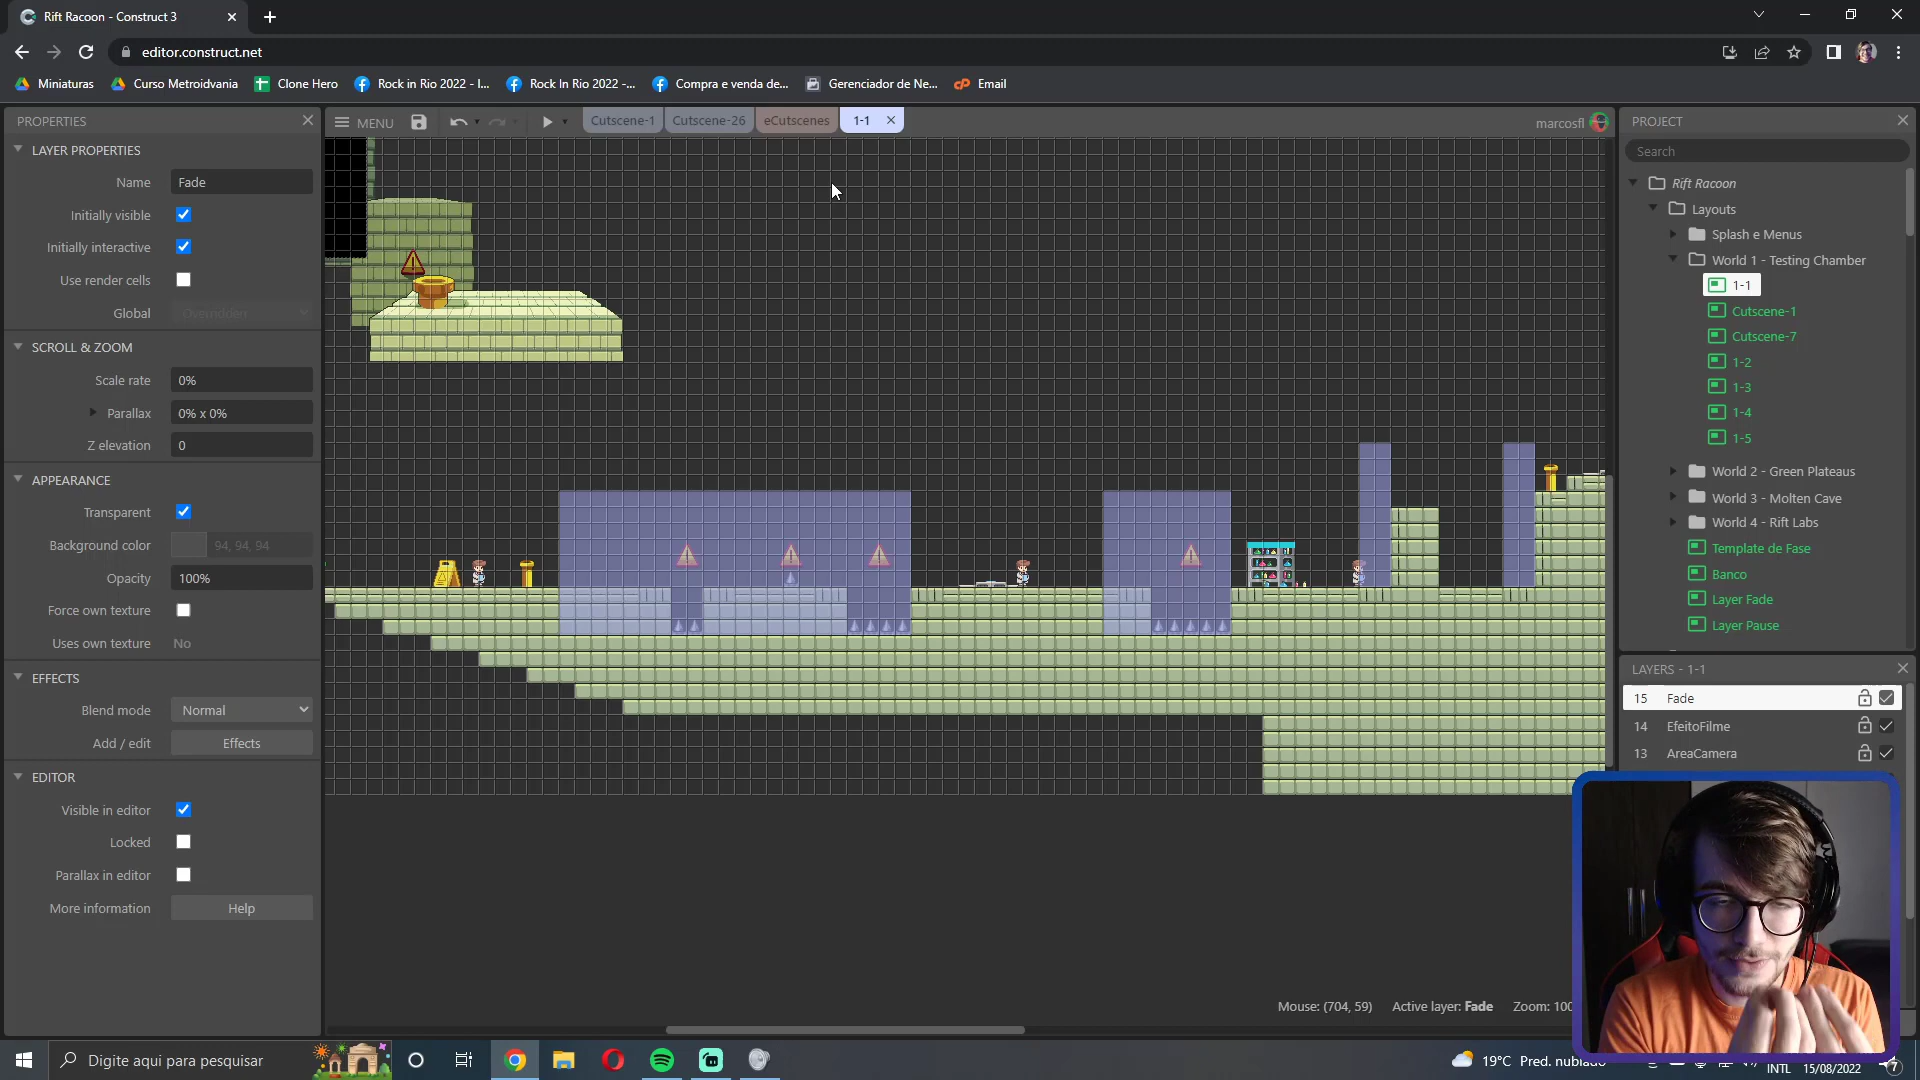 Rift Racoon - Construct 3
editor.construct.net
Miniaturas
Curso Metroidvania
Clone Hero
Rock in Rio 2022 - I...
Rock In Rio 2022 -...
Compra e venda de...
Gerenciador de Ne...
Email
PROPERTIES
MENU
Cutscene-1
Cutscene-26
eCutscenes
1-1
marcosfl
PROJECT
LAYER PROPERTIES
Name
Fade
Initially visible
Initially interactive
Use render cells
Global
Overridden
SCROLL & ZOOM
Scale rate
0%
Parallax
0% x 0%
Z elevation
0
APPEARANCE
Transparent
Background color
94, 94, 94
Opacity
100%
Force own texture
Uses own texture
No
EFFECTS
Blend mode
Normal
Add / edit
Effects
EDITOR
Visible in editor
Locked
Parallax in editor
More information
Help
Search
Rift Racoon
Layouts
Splash e Menus
World 1 - Testing Chamber
1-1
Cutscene-1
Cutscene-7
1-2
1-3
1-4
1-5
World 2 - Green Plateaus
World 3 - Molten Cave
World 4 - Rift Labs
Template de Fase
Banco
Layer Fade
Layer Pause
LAYERS - 1-1
15 Fade
14 EfeitoFilme
13 AreaCamera
Mouse: (704, 59)
Active layer: Fade
Zoom: 100
Digite aqui para pesquisar
19°C Pred. nublado
INTL
15/08/2022
7